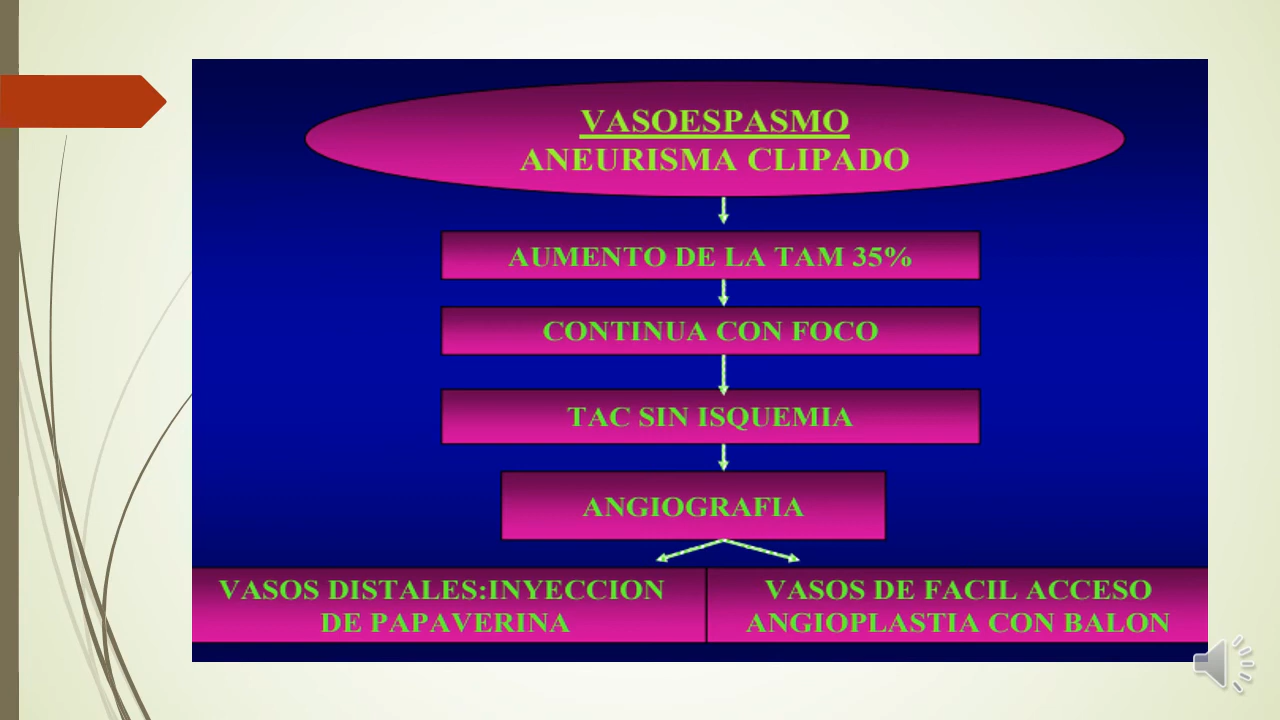 VASOESPASMO
ANEURISMA CLIPADO
AUMENTO DE LA TAM 35%
CONTINUA CON FOCO
TAC SIN ISQUEMIA
ANGIOGRAFIA
VASOS DISTALES:INYECCION
DE PAPAVERINA
VASOS DE FACIL ACCESO
ANGIOPLASTIA CON BALON